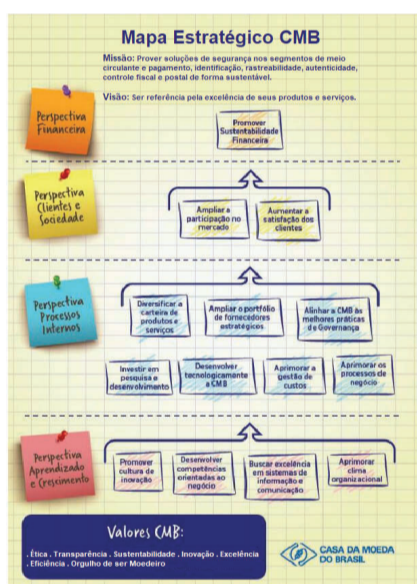 Mapa Estratégico CMB
Missão: Prover soluções de segurança nos segmentos de meio
circulante e pagamento, identificação, rastreabilidade, autenticidade,
controle fiscal e postal de forma sustentável.
Visão: Ser referência pela excelência de seus produtos e serviços.
Perspectiva
Financeira
Promover
Sustentabilidade
Financeira
Perspectiva
Clientes e
Sociedade
Ampliar a
participação no
mercado
Aumentar a
satisfação dos
clientes
Perspectiva
Processos
Internos
Diversificar a
carteira de
produtos e
serviços
Ampliar o portfólio
de fornecedores
estratégicos
Alinhar a CMB às
melhores práticas
de Governança
Investir em
pesquisa e
desenvolvimento
Desenvolver
tecnologicamante
a CMB
Aprimorar a
gestão de
custos
Aprimorar os
processos de
negócio
Perspectiva
Aprendizado
e Crescimento
Promover
cultura de
inovação
Desenvolver
competências
orientadas ao
negócio
Buscar excelência
em sistemas de
informação e
comunicação
Aprimorar
clima
organizacional
Valores CMB:
. Ética . Transparência . Sustentabilidade . Inovação . Excelência
. Eficiência . Orgulho de ser Moedeiro
CASA DA MOEDA
DO BRASIL